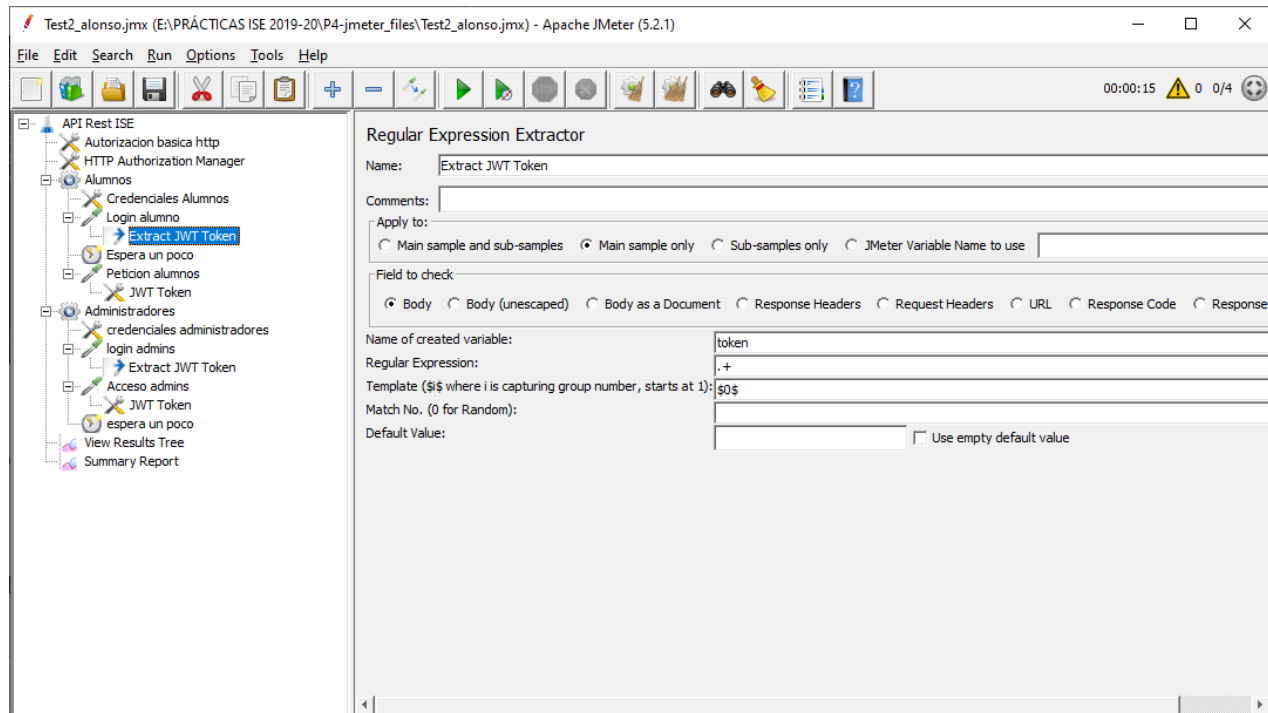 Test2_alonso.jmx (E:\PRÁCTICAS ISE 2019-20\P4-jmeter_files\Test2_alonso.jmx) - Apache JMeter (5.2.1)
File Edit Search Run Options Tools Help
STOP
00:00:15 0 0/4
API Rest ISE
Autorizacion basica http
HTTP Authorization Manager
Alumnos
Credenciales Alumnos
Login alumno
Extract JWT Token
Espera un poco
Peticion alumnos
JWT Token
Administradores
credenciales administradores
login admins
Extract JWT Token
Acceso admins
JWT Token
espera un poco
View Results Tree
Summary Report
Regular Expression Extractor
Name: Extract JWT Token
Comments:
Apply to:
Main sample and sub-samples Main sample only Sub-samples only JMeter Variable Name to use
Field to check
Body Body (unescaped) Body as a Document Response Headers Request Headers URL Response Code Response
Name of created variable: token
Regular Expression: .+
Template ($i$ where i is capturing group number, starts at 1): $0$
Match No. (0 for Random):
Default Value: Use empty default value